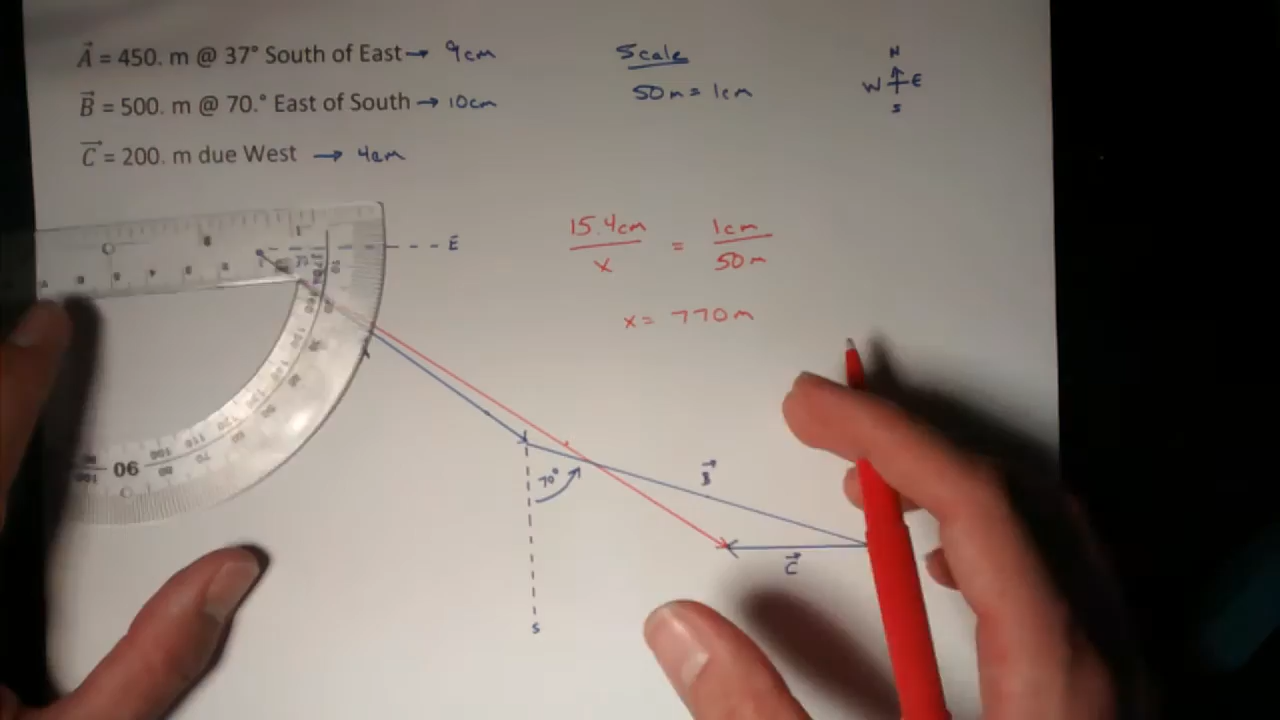 A = 450. m @ 37° South of East → 9cm
B = 500. m @ 70.° East of South → 10cm
C = 200. m due West → 4cm
Scale
50m = 1cm
N
W E
S
15.4cm / x = 1cm / 50m
x = 770m
E
70°
B
C
S
90